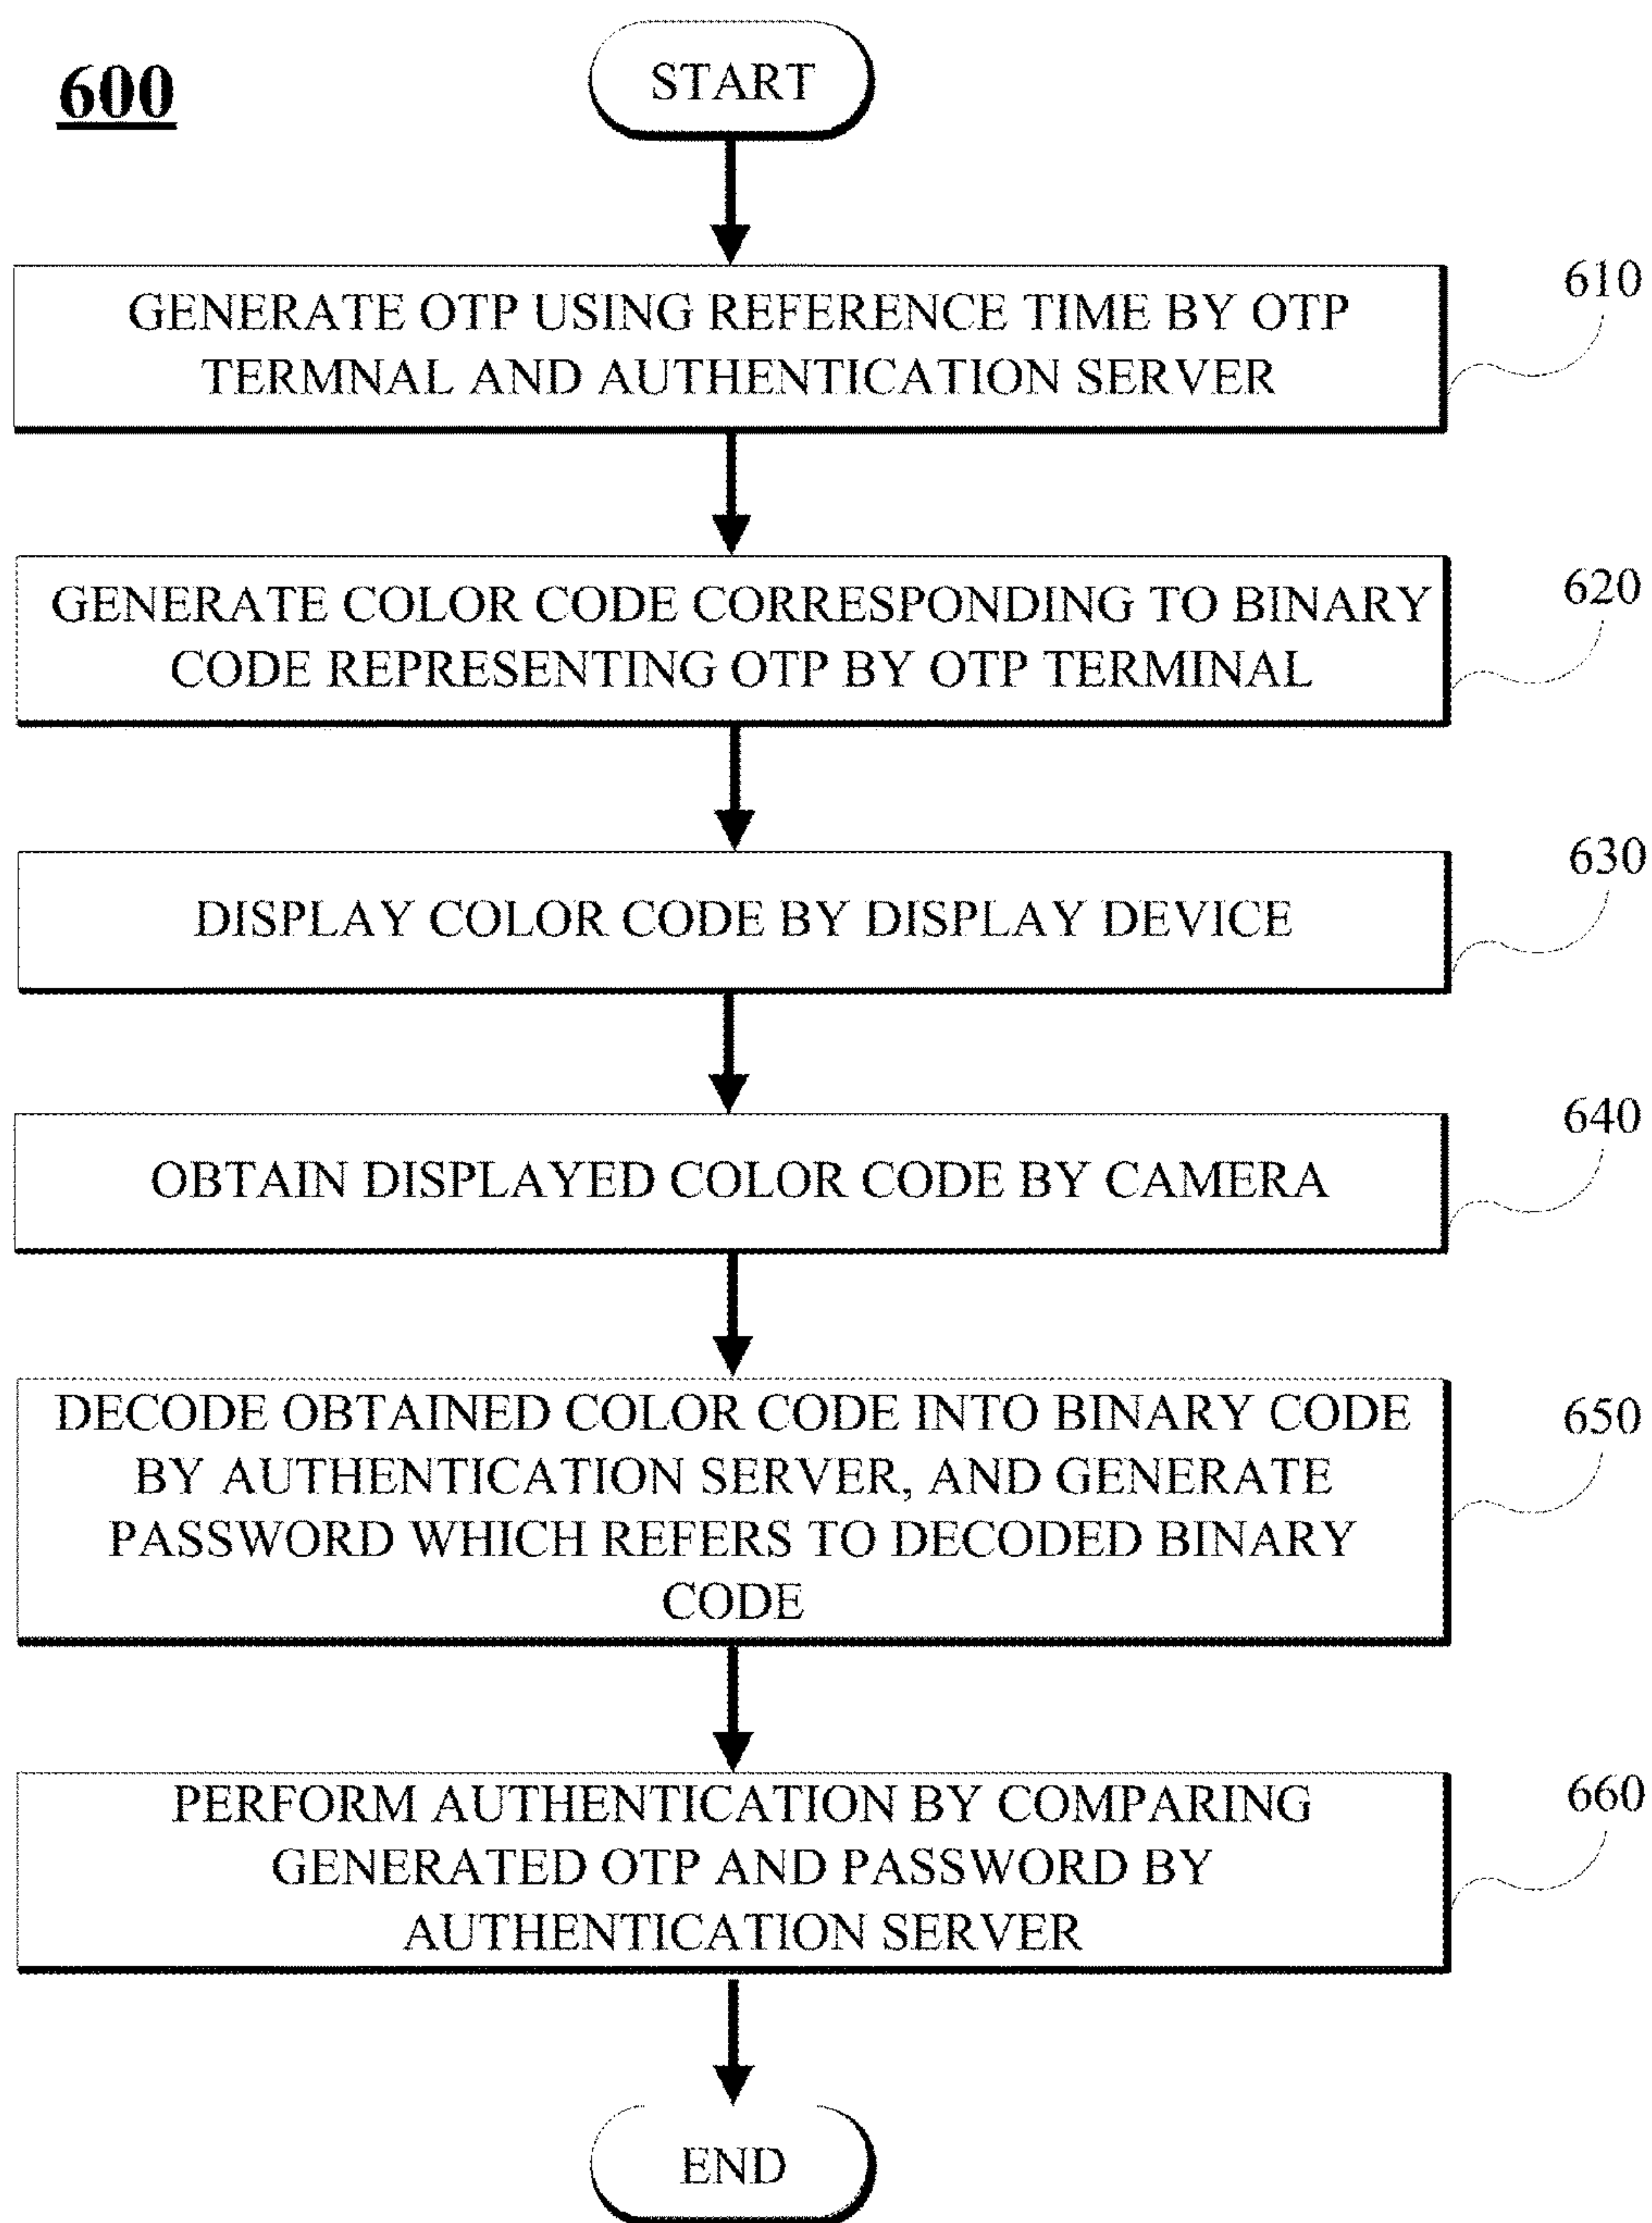 600
START
GENERATE OTP USING REFERENCE TIME BY OTP
TERMNAL AND AUTHENTICATION SERVER
610
GENERATE COLOR CODE CORRESPONDING TO BINARY
CODE REPRESENTING OTP BY OTP TERMINAL
620
DISPLAY COLOR CODE BY DISPLAY DEVICE
630
OBTAIN DISPLAYED COLOR CODE BY CAMERA
640
DECODE OBTAINED COLOR CODE INTO BINARY CODE
BY AUTHENTICATION SERVER, AND GENERATE
PASSWORD WHICH REFERS TO DECODED BINARY
CODE
650
PERFORM AUTHENTICATION BY COMPARING
GENERATED OTP AND PASSWORD BY
AUTHENTICATION SERVER
660
END